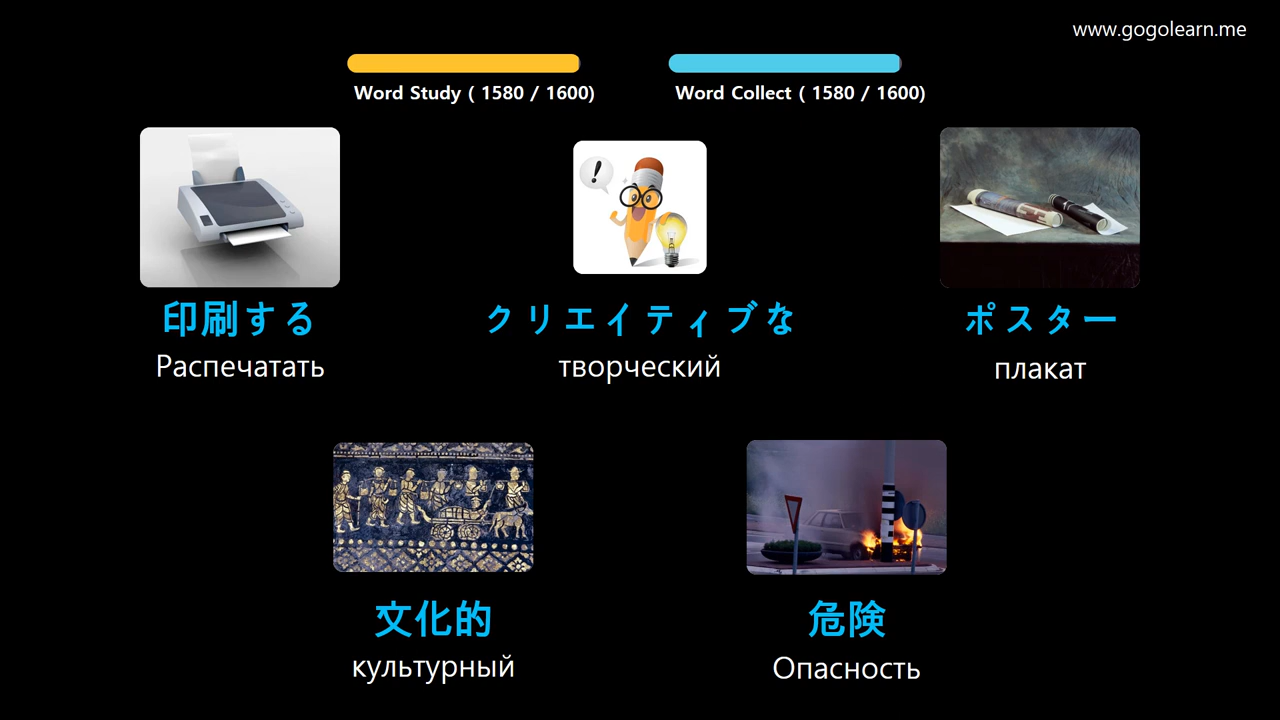 www.gogolearn.me
Word Study ( 1580 / 1600)
Word Collect ( 1580 / 1600)
印刷する
Распечатать
クリエイティブな
творческий
ポスター
плакат
文化的
культурный
危険
Опасность